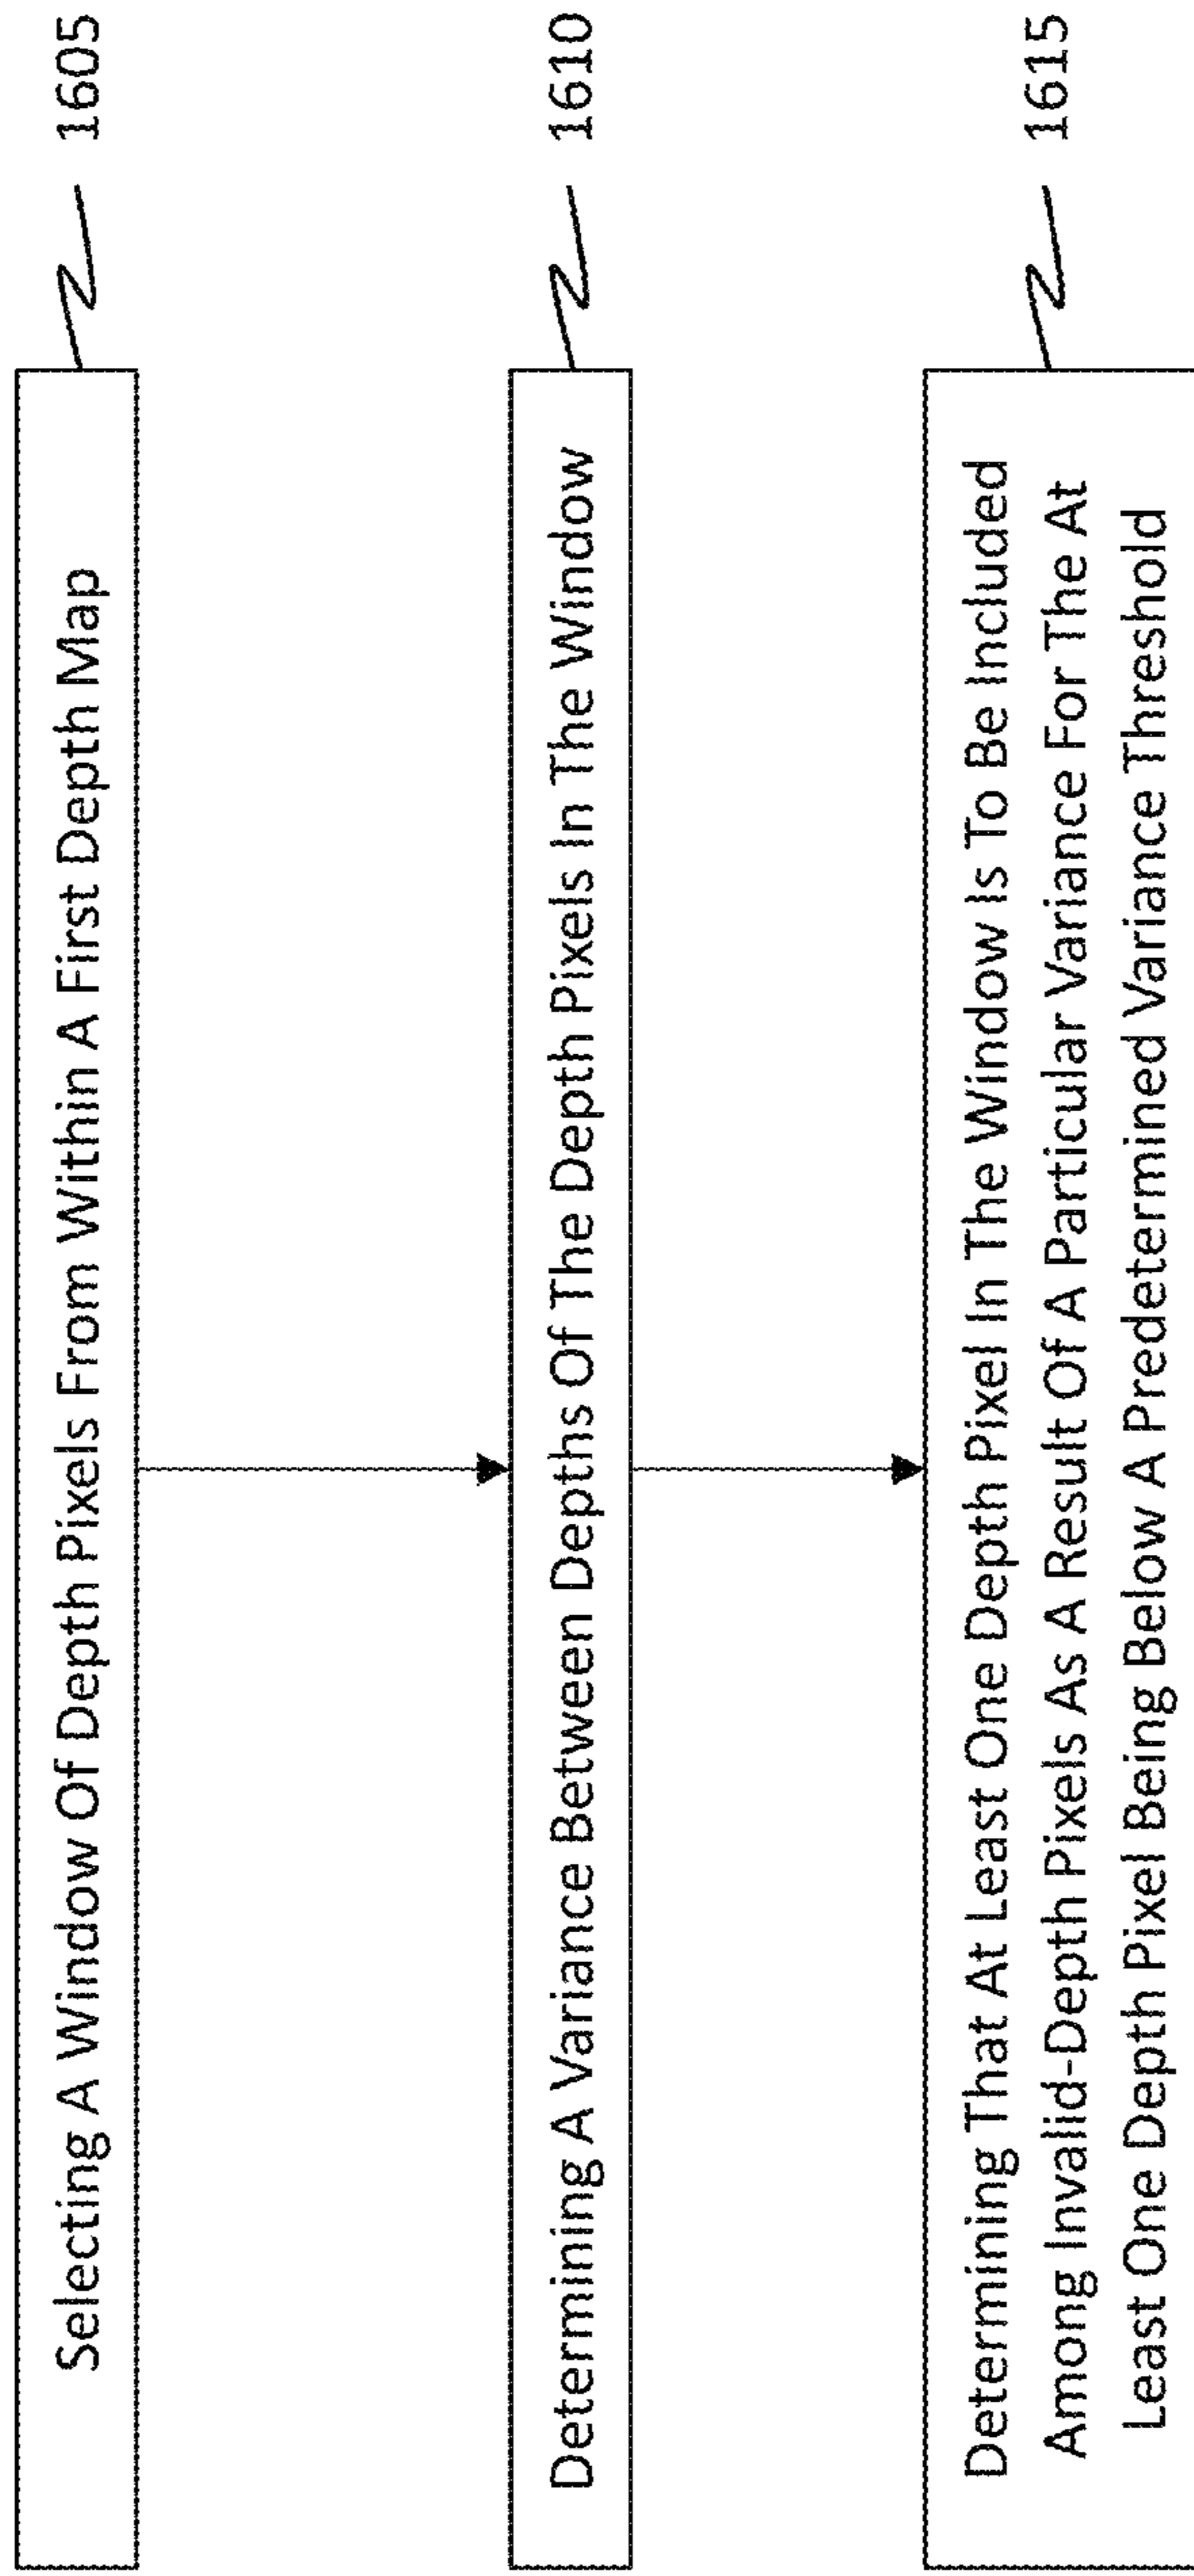 Selecting A Window Of Depth Pixels From Within A First Depth Map
1605
Determining A Variance Between Depths Of The Depth Pixels In The Window
1610
Determining That At Least One Depth Pixel In The Window Is To Be Included
Among Invalid-Depth Pixels As A Result Of A Particular Variance For The At
Least One Depth Pixel Being Below A Predetermined Variance Threshold
1615